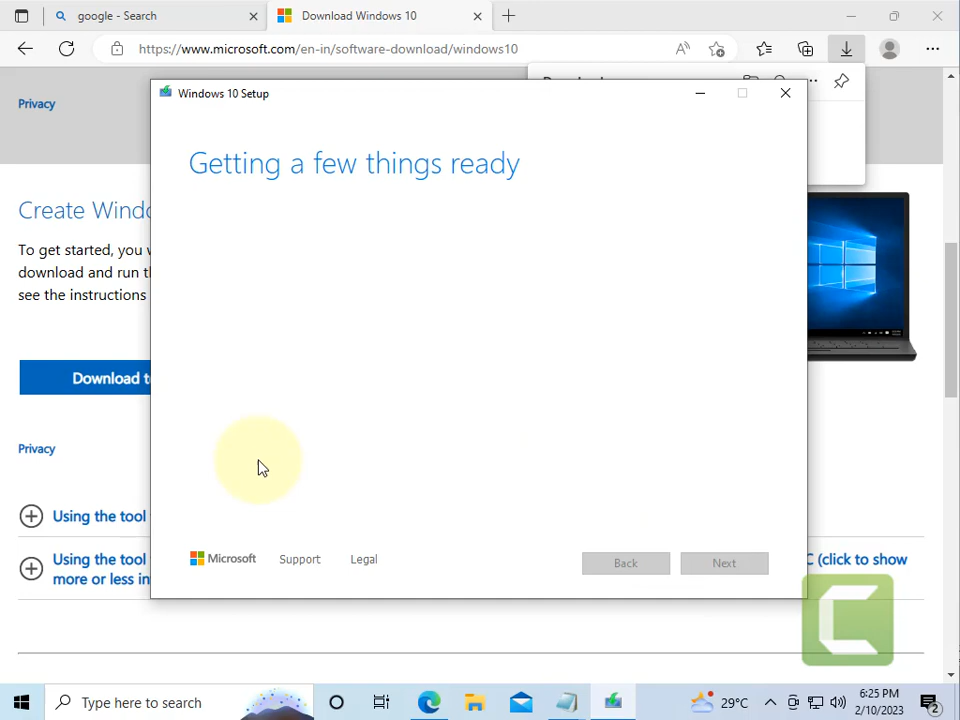 google - Search
Download Windows 10
https://www.microsoft.com/en-in/software-download/windows10
Privacy
Windows 10 Setup
Getting a few things ready
Create Windo
To get started, you
download and run th
see the instructions
Download to
Privacy
Using the tool
Using the tool
more or less in
C (click to show
Microsoft
Support
Legal
Back
Next
Type here to search
29°C
6:25 PM
2/10/2023
2